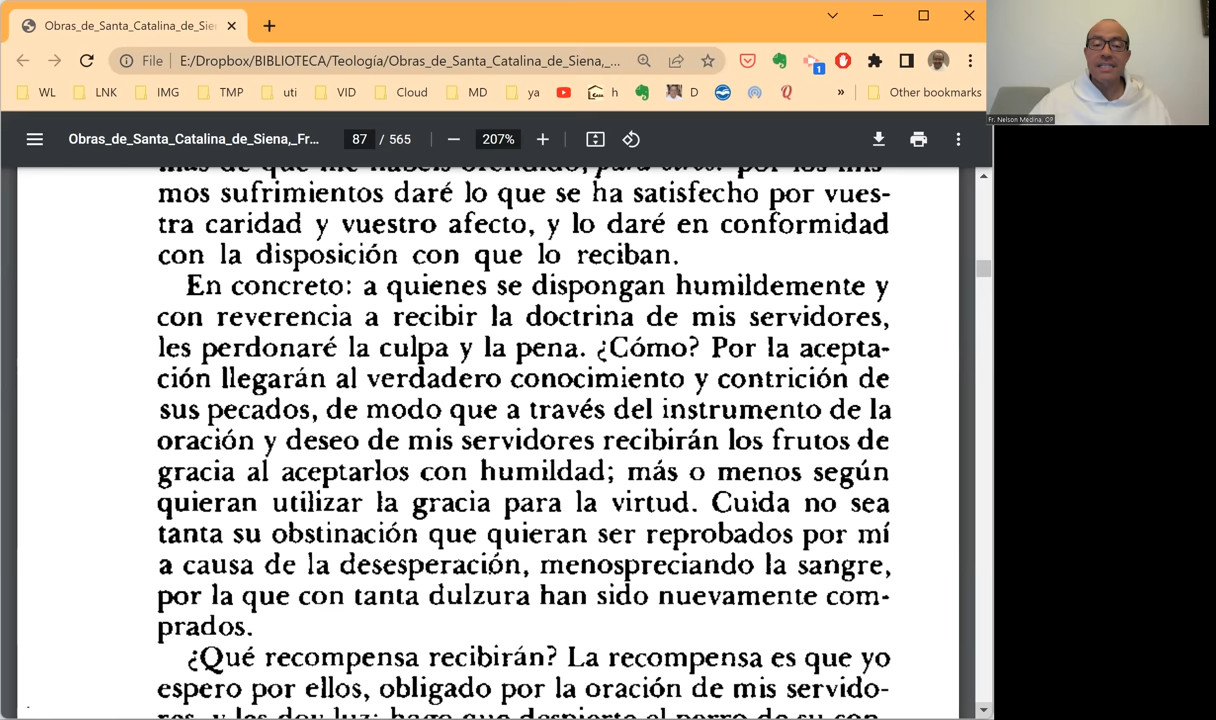 Obras_de_Santa_Catalina_de_Sie
File E:/Dropbox/BIBLIOTECA/Teología/Obras_de_Santa_Catalina_de_Siena,_...
WL LNK IMG TMP uti VID Cloud MD ya h D » Other bookmarks
1
Fr. Nelson Medina, OP
Obras_de_Santa_Catalina_de_Siena,_Fr... 87 / 565 207%
mos sufrimientos daré lo que se ha satisfecho por vues-
tra caridad y vuestro afecto, y lo daré en conformidad
con la disposición con que lo reciban.
En concreto: a quienes se dispongan humildemente y
con reverencia a recibir la doctrina de mis servidores,
les perdonaré la culpa y la pena. ¿Cómo? Por la acepta-
ción llegarán al verdadero conocimiento y contrición de
sus pecados, de modo que a través del instrumento de la
oración y deseo de mis servidores recibirán los frutos de
gracia al aceptarlos con humildad; más o menos según
quieran utilizar la gracia para la virtud. Cuida no sea
tanta su obstinación que quieran ser reprobados por mí
a causa de la desesperación, menospreciando la sangre,
por la que con tanta dulzura han sido nuevamente com-
prados.
¿Qué recompensa recibirán? La recompensa es que yo
espero por ellos, obligado por la oración de mis servido-